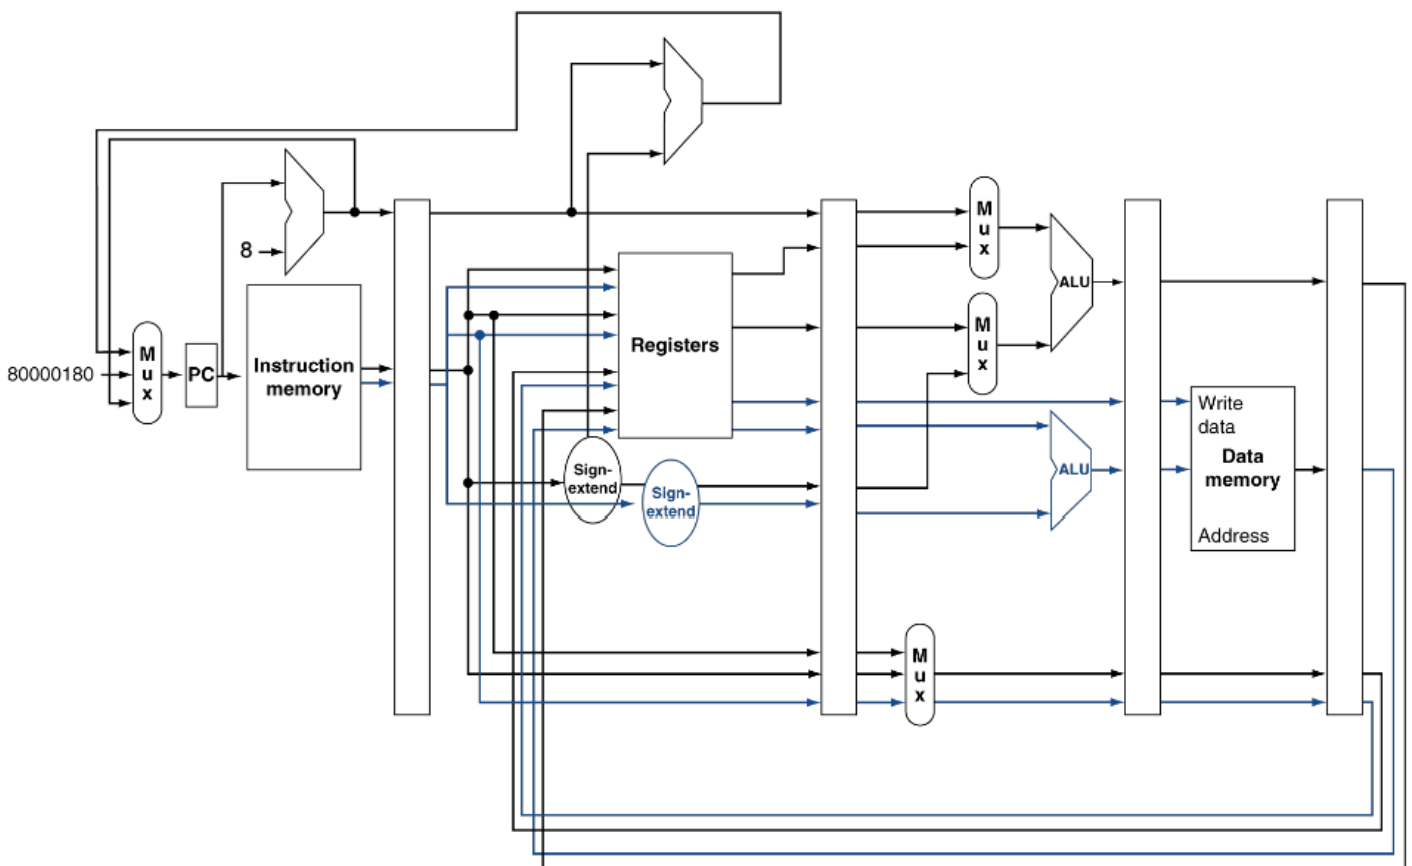 8
80000180
M
u
x
PC
Instruction
memory
Registers
Sign-
extend
SIgn-
extend
M
u
x
M
u
x
ALU
ALU
M
u
x
Write
data
Data
memory
Address